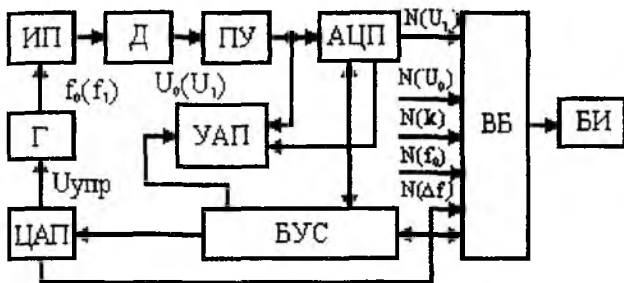 ИП Д ПУ АЦП N(U₁)
f₀(f₁) U₀(U₁) N(U₀)
Г УАП N(k) ВБ БИ
Uупр N(f₀)
N(Δf)
ЦАП БУС